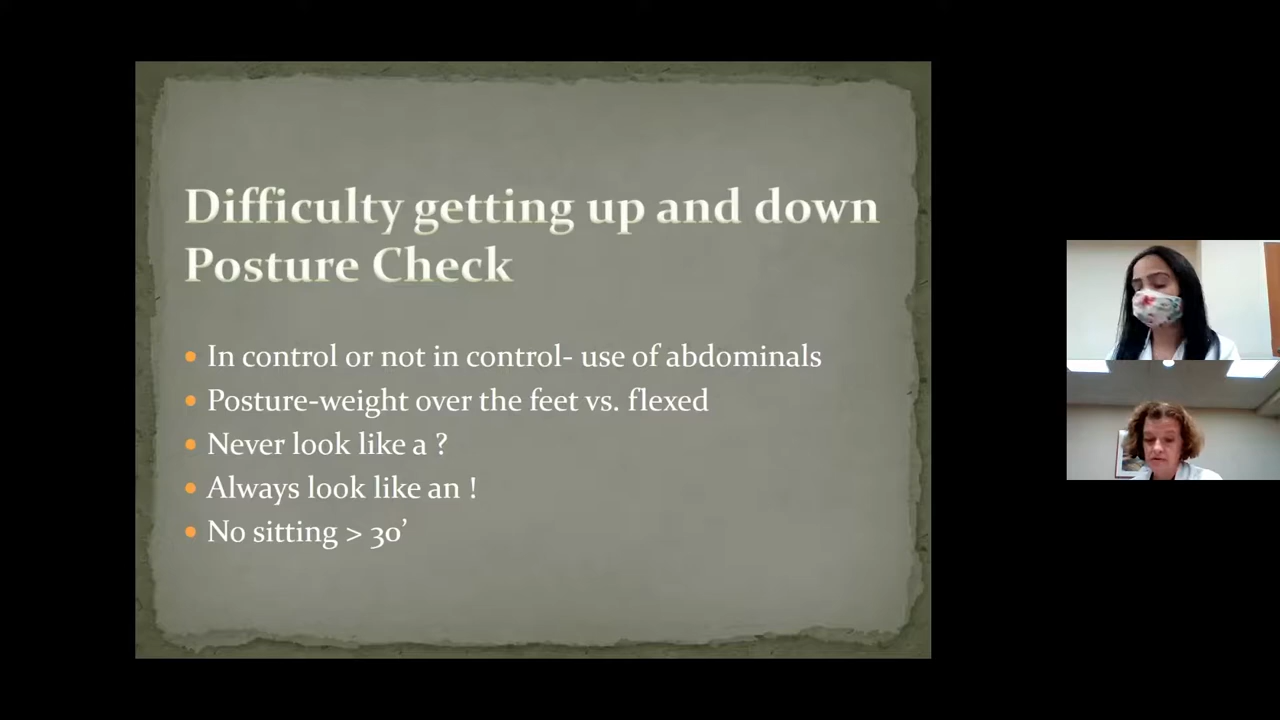 Difficulty getting up and down
Posture Check
In control or not in control- use of abdominals
Posture-weight over the feet vs. flexed
Never look like a ?
Always look like an !
No sitting > 30’